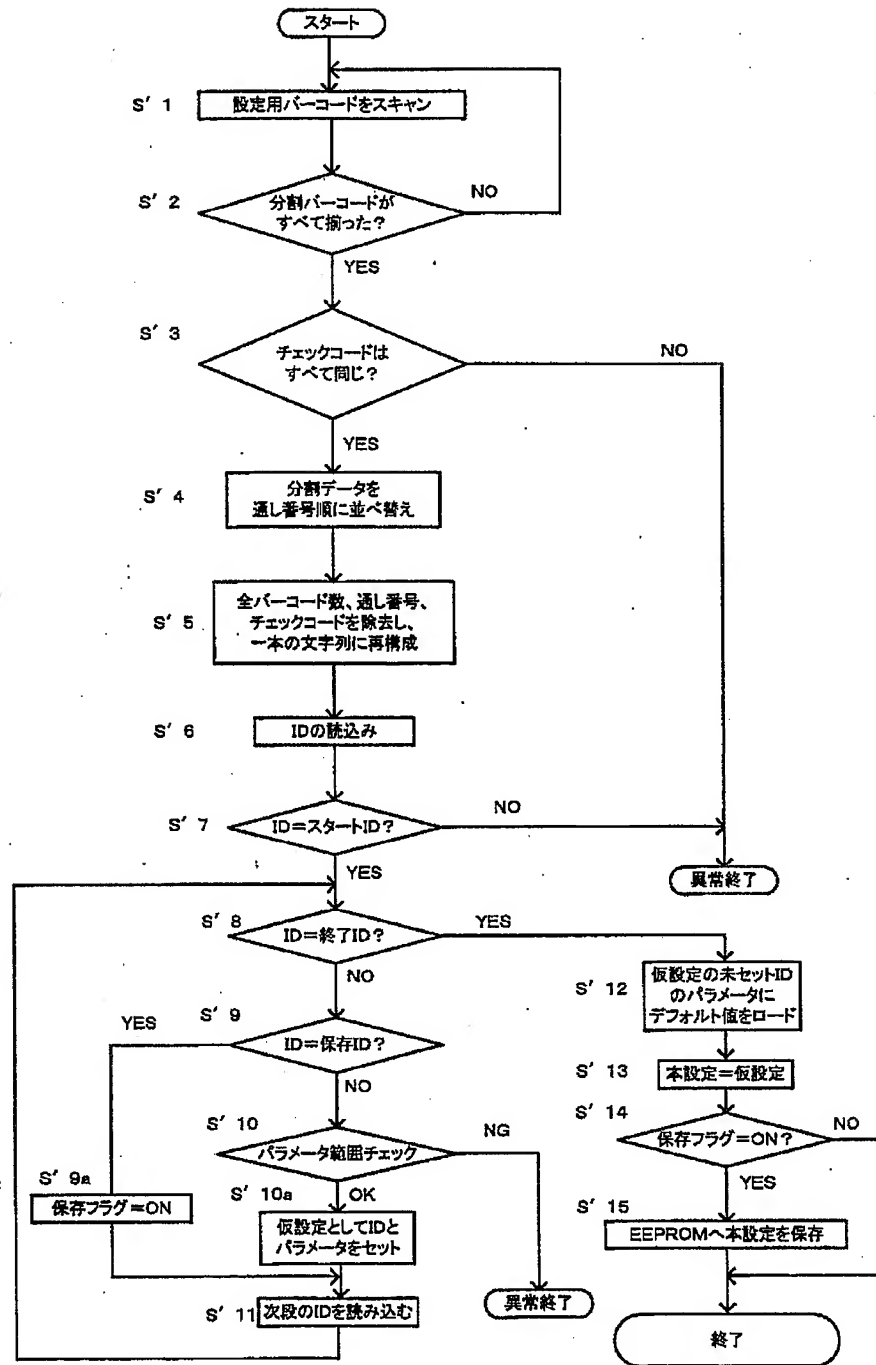 スタート
S' 1
設定用バーコードをスキャン
S' 2
分割バーコードが
すべて揃った？
NO
YES
S' 3
チェックコードは
すべて同じ？
NO
YES
S' 4
分割データを
通し番号順に並べ替え
S' 5
全バーコード数、通し番号、
チェックコードを除去し、
一本の文字列に再構成
S' 6
IDの読込み
S' 7
ID＝スタートID？
NO
YES
異常終了
S' 8
ID＝終了ID？
YES
NO
S' 12
仮設定の未セットID
のパラメータに
デフォルト値をロード
S' 9
YES
ID＝保存ID？
NO
S' 13
本設定＝仮設定
S' 14
保存フラグ＝ON？
NO
YES
S' 10
パラメータ範囲チェック
NG
OK
S' 9a
保存フラグ＝ON
S' 10a
仮設定としてIDと
パラメータをセット
S' 15
EEPROMへ本設定を保存
S' 11
次段のIDを読み込む
異常終了
終了